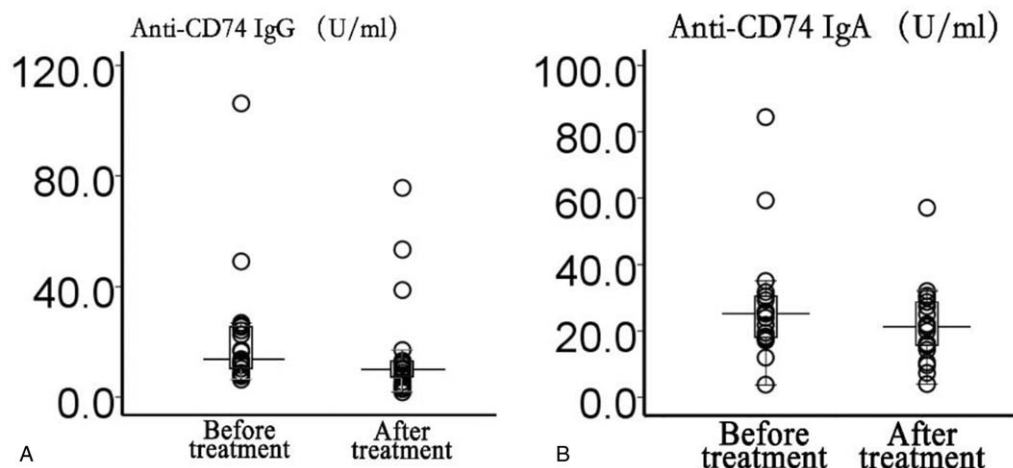 Anti-CD74 IgG (U/ml)
120.0
80.0
40.0
0.0
Before treatment
After treatment
A
Anti-CD74 IgA (U/ml)
100.0
80.0
60.0
40.0
20.0
0.0
Before treatment
After treatment
B